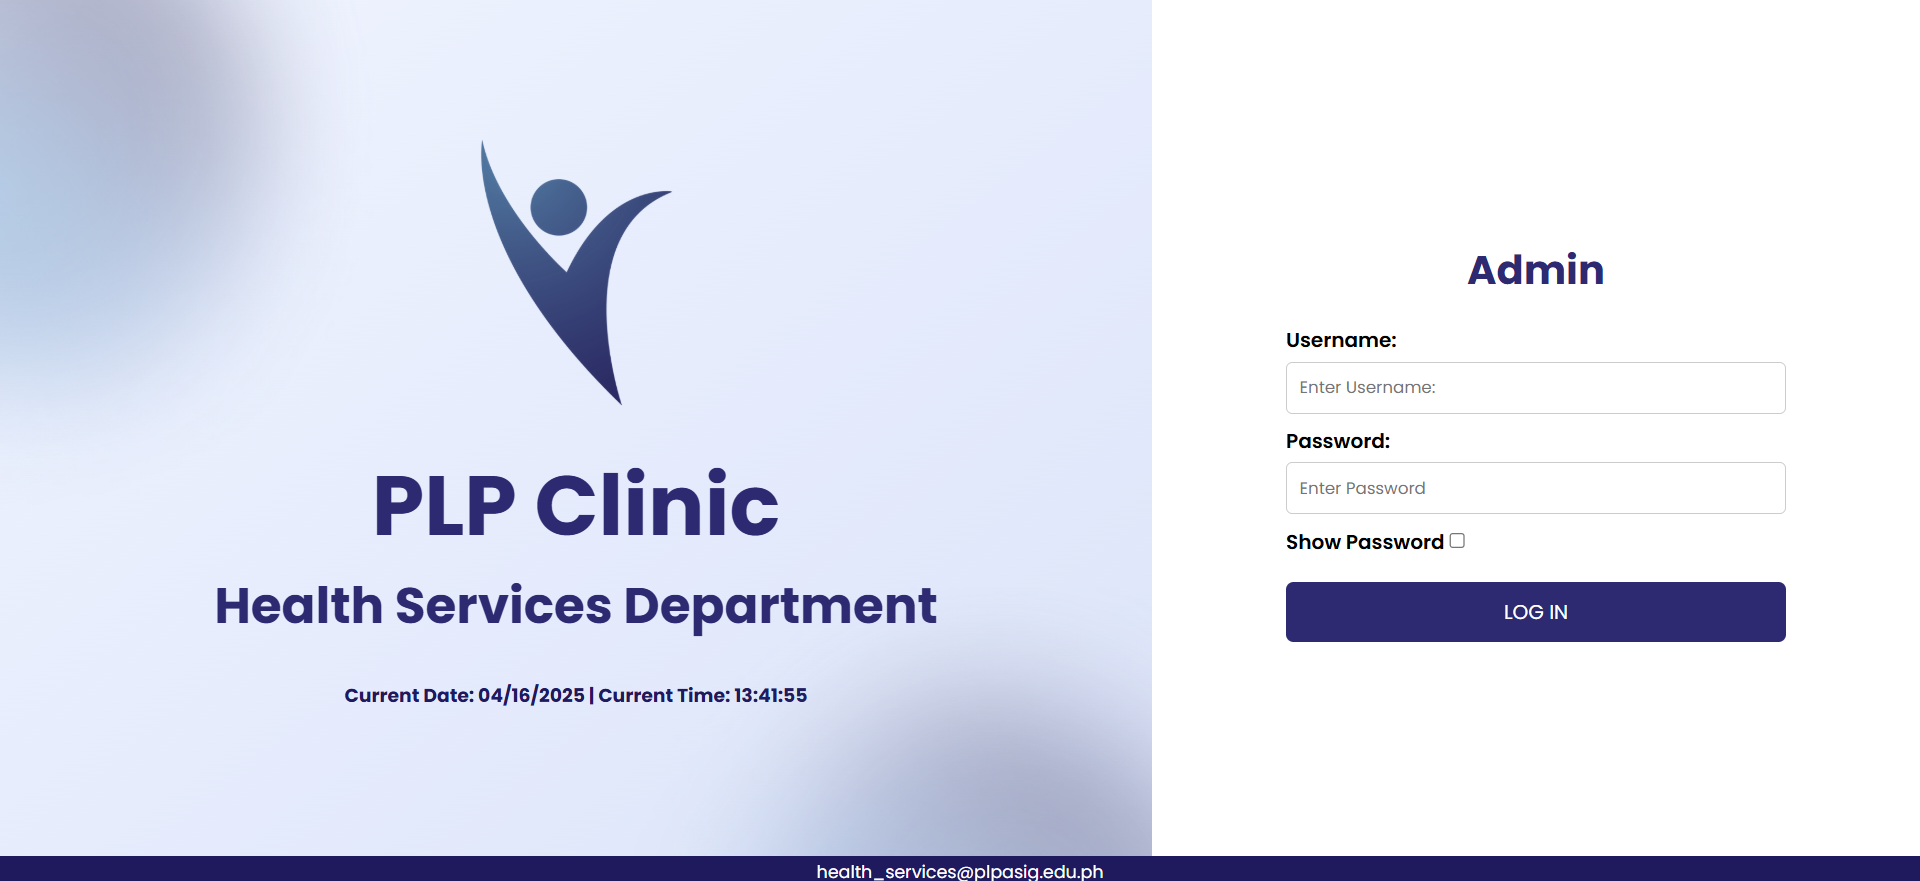 PLP Clinic
Health Services Department
Current Date: 04/16/2025 | Current Time: 13:41:55
Admin
Username:
Enter Username:
Password:
Enter Password
Show Password
LOG IN
health_services@plpasig.edu.ph